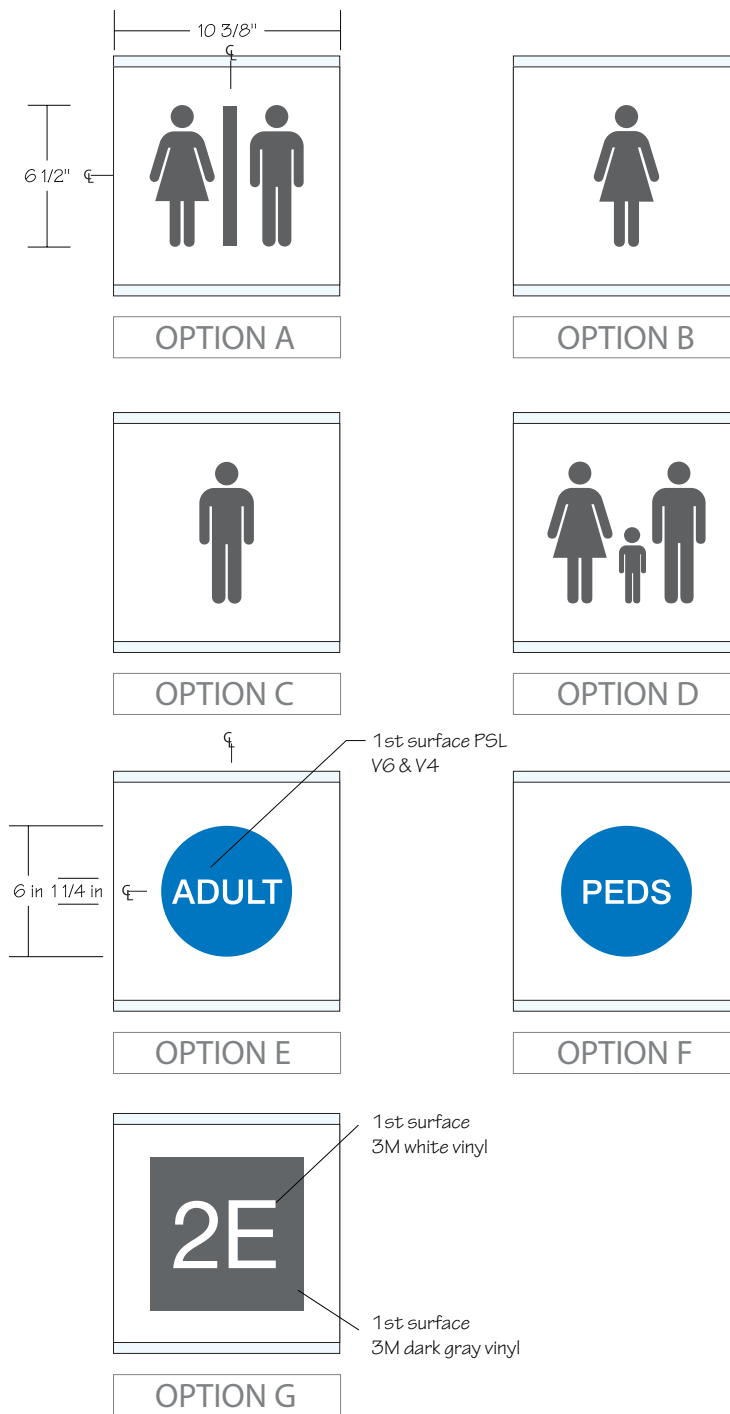 10 3/8"
℄
6 1/2" ℄
OPTION A
OPTION B
OPTION C
OPTION D
℄
1st surface PSL
V6 & V4
6 in 1 1/4 in ℄
ADULT
PEDS
OPTION E
OPTION F
1st surface
3M white vinyl
2E
1st surface
3M dark gray vinyl
OPTION G